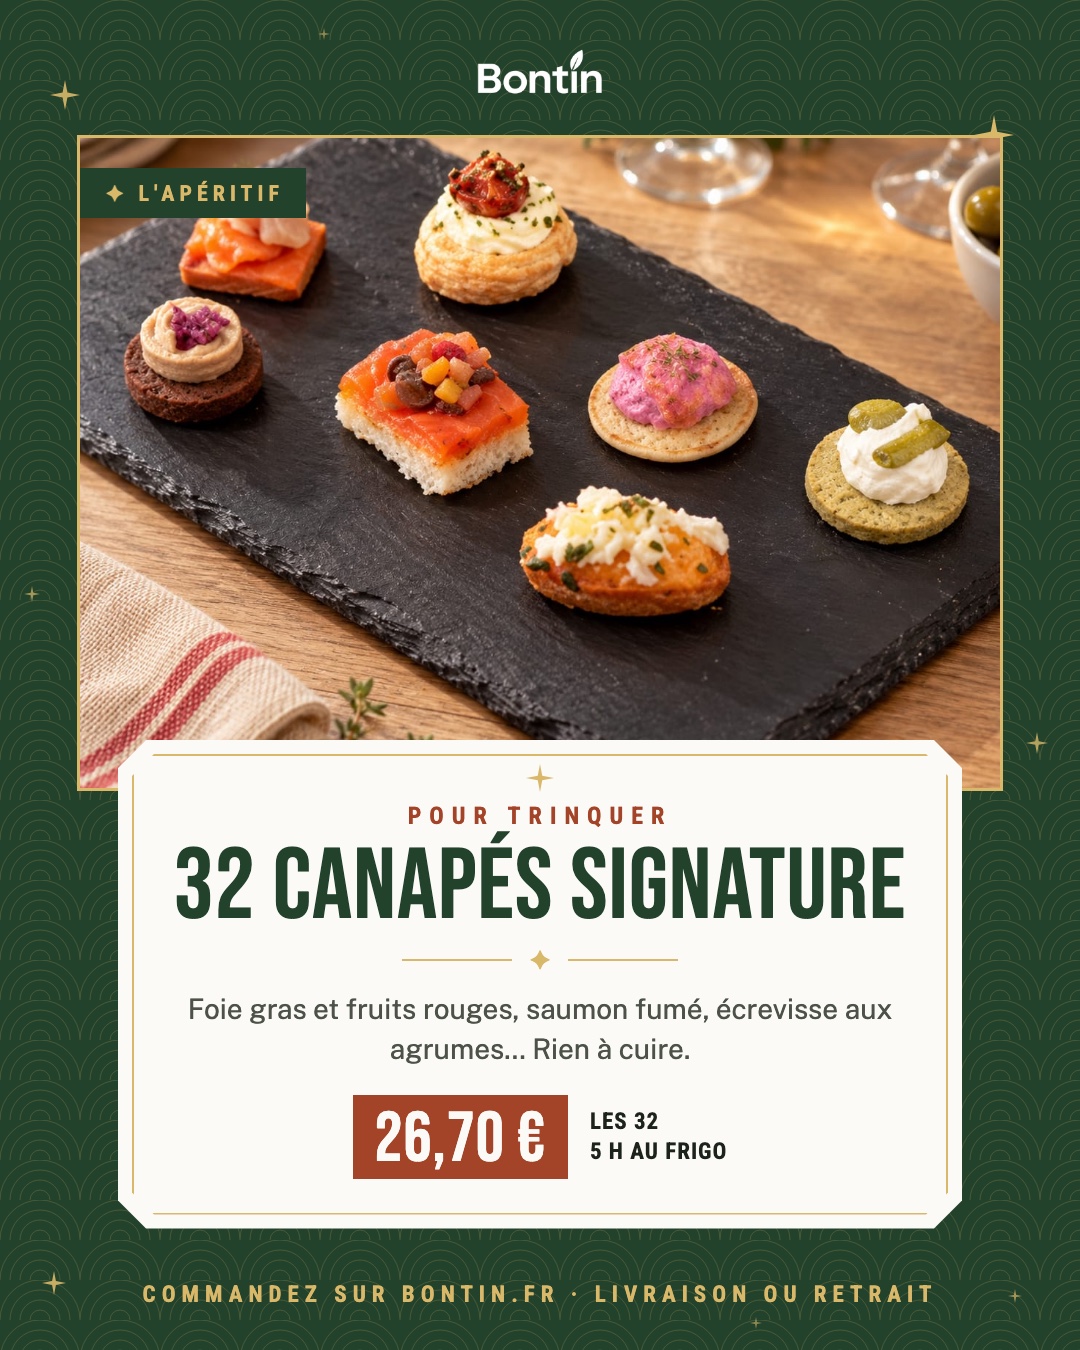 Bontin
L'APÉRITIF
POUR TRINQUER
32 CANAPÉS SIGNATURE
Foie gras et fruits rouges, saumon fumé, écrevisse aux
agrumes... Rien à cuire.
26,70 €
LES 32
5 H AU FRIGO
COMMANDEZ SUR BONTIN.FR · LIVRAISON OU RETRAIT